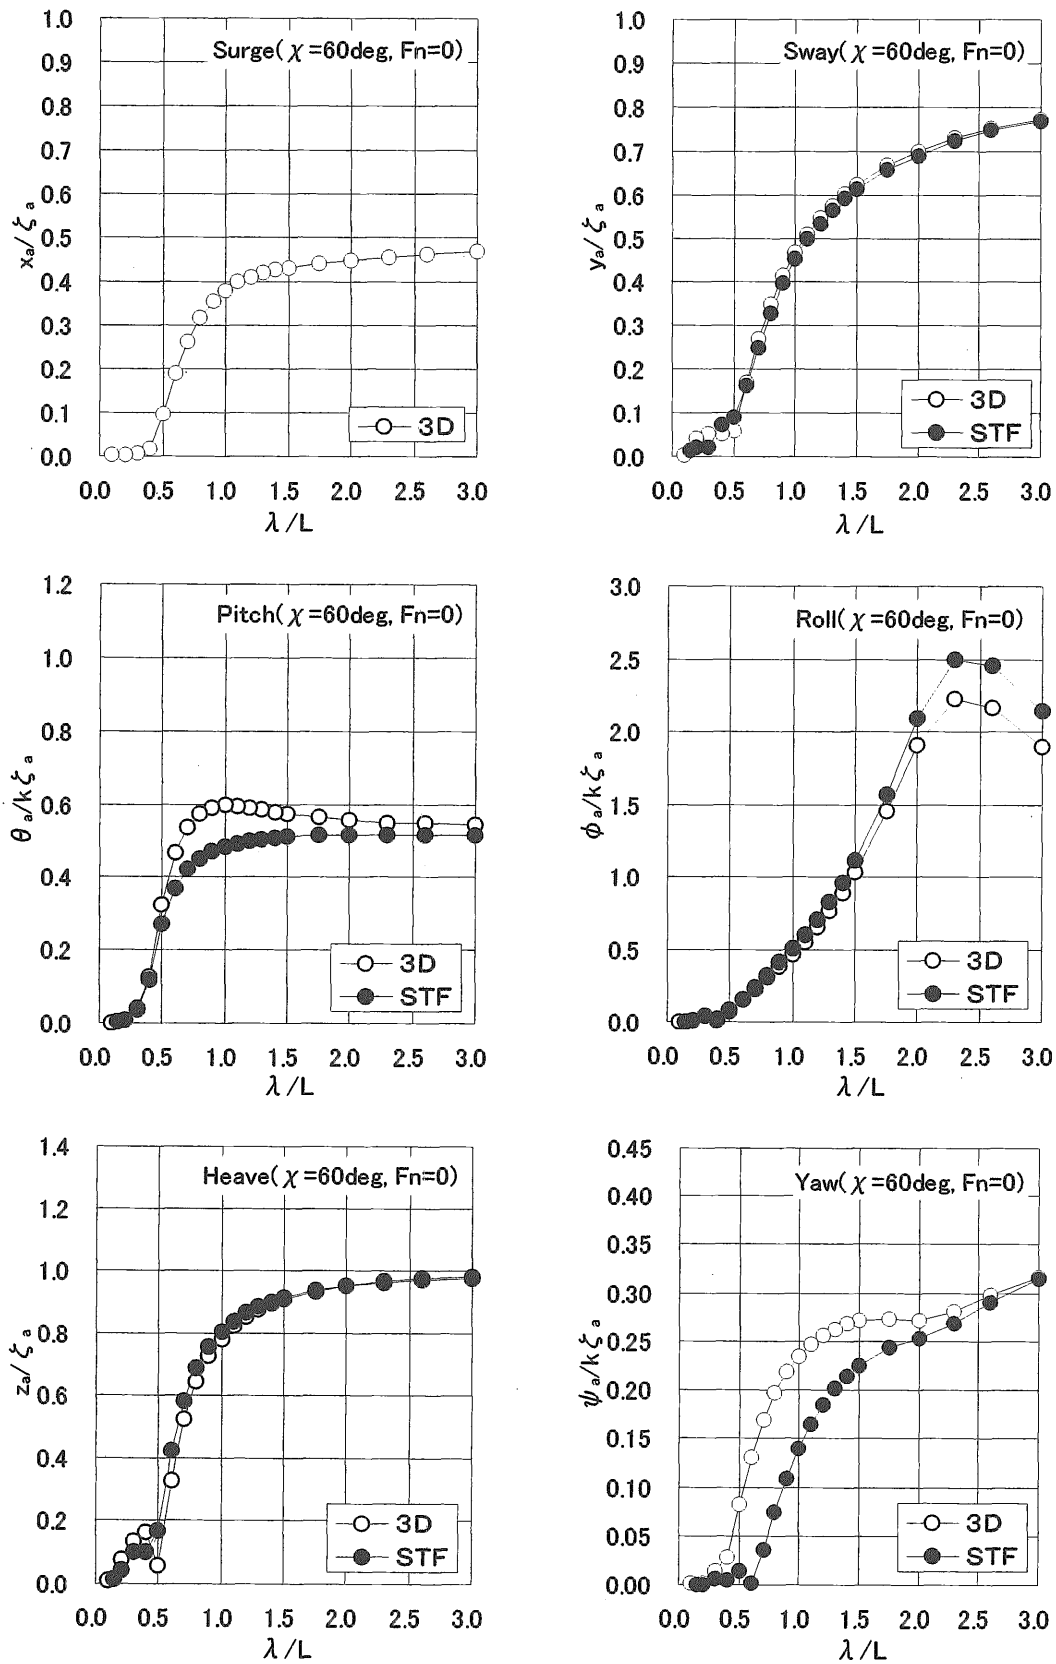 Surge( χ=60deg, Fn=0)
1.0
0.9
0.8
0.7
0.6
0.5
0.4
0.3
0.2
0.1
0.0
xa/ζa
3D
0.0 0.5 1.0 1.5 2.0 2.5 3.0
λ/L
Sway( χ=60deg, Fn=0)
1.0
0.9
0.8
0.7
0.6
0.5
0.4
0.3
0.2
0.1
0.0
ya/ζa
3D
STF
0.0 0.5 1.0 1.5 2.0 2.5 3.0
λ/L
Pitch( χ=60deg, Fn=0)
1.2
1.0
0.8
0.6
0.4
0.2
0.0
θa/kζa
3D
STF
0.0 0.5 1.0 1.5 2.0 2.5 3.0
λ/L
Roll( χ=60deg, Fn=0)
3.0
2.5
2.0
1.5
1.0
0.5
0.0
φa/kζa
3D
STF
0.0 0.5 1.0 1.5 2.0 2.5 3.0
λ/L
Heave( χ=60deg, Fn=0)
1.4
1.2
1.0
0.8
0.6
0.4
0.2
0.0
za/ζa
3D
STF
0.0 0.5 1.0 1.5 2.0 2.5 3.0
λ/L
Yaw( χ=60deg, Fn=0)
0.45
0.40
0.35
0.30
0.25
0.20
0.15
0.10
0.05
0.00
ψa/kζa
3D
STF
0.0 0.5 1.0 1.5 2.0 2.5 3.0
λ/L